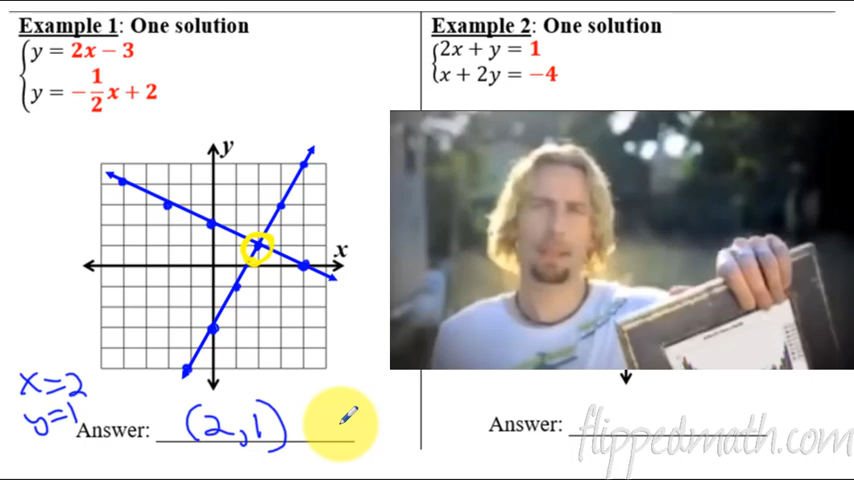 Example 1: One solution
y = 2x − 3
y = −1/2x + 2
y
x
x=2
y=1
Answer: (2,1)
Example 2: One solution
2x + y = 1
x + 2y = −4
Answer:
flippedmath.com